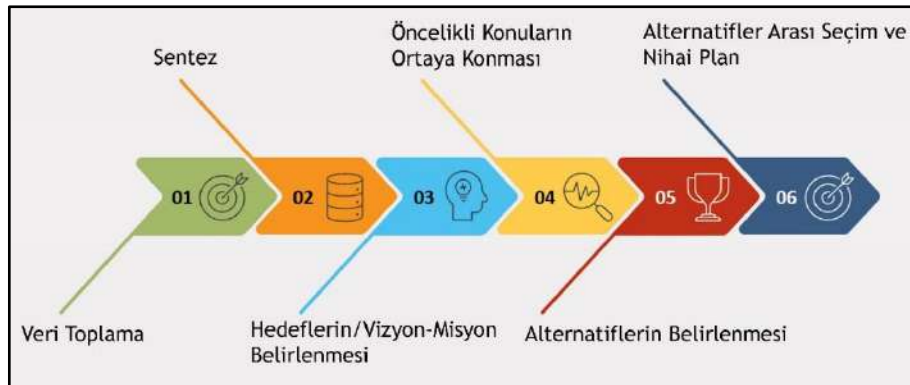 Sentez
Öncelikli Konuların
Ortaya Konması
Alternatifler Arası Seçim ve
Nihai Plan
01
02
03
04
05
06
Veri Toplama
Hedeflerin/Vizyon-Misyon
Belirlenmesi
Alternatiflerin Belirlenmesi